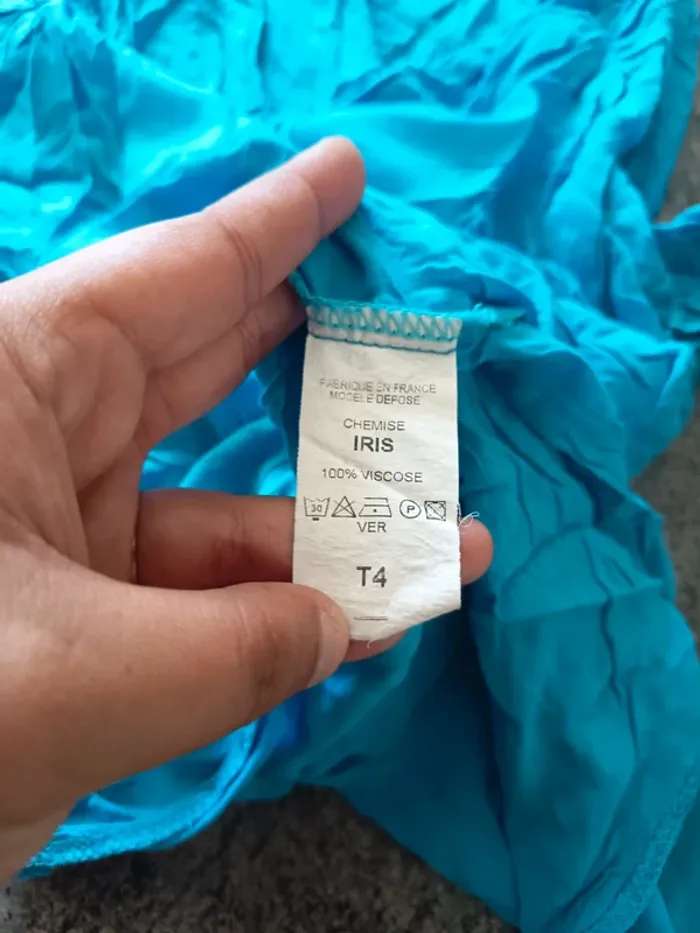 FABRIQUE EN FRANCE
MODELE DEPOSE
CHEMISE
IRIS
100% VISCOSE
30 P
VER
T4